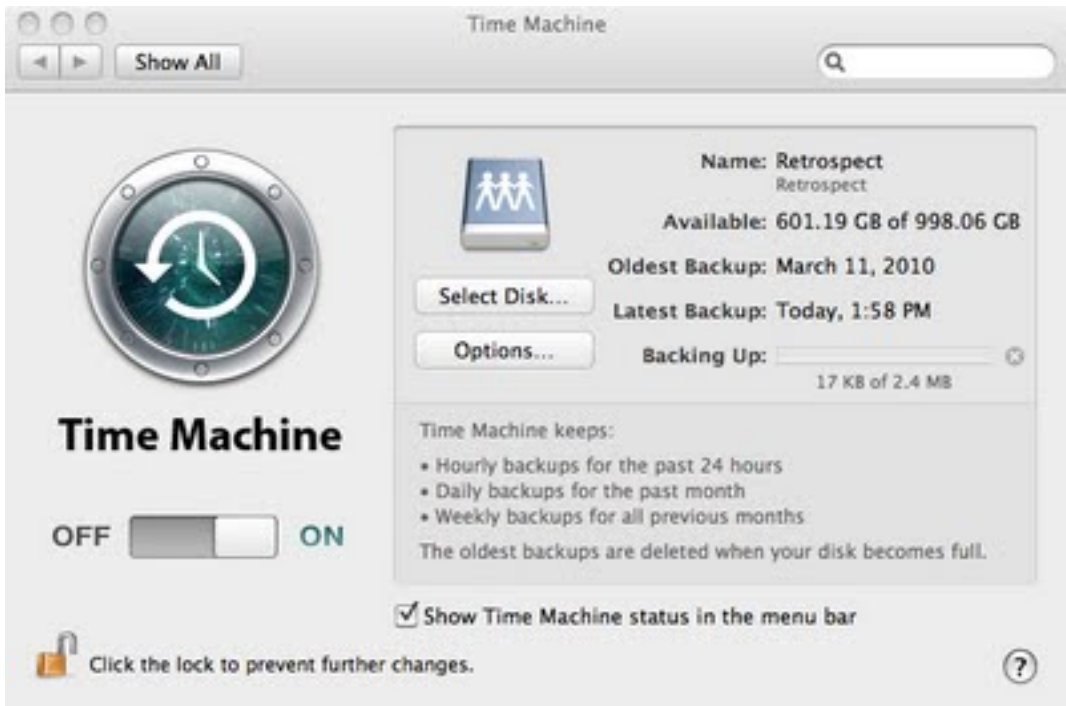 Time Machine
Show All
Name: Retrospect
Retrospect
Available: 601.19 GB of 998.06 GB
Oldest Backup: March 11, 2010
Select Disk...
Latest Backup: Today, 1:58 PM
Options...
Backing Up:
17 KB of 2.4 MB
Time Machine
OFF
ON
Time Machine keeps:
• Hourly backups for the past 24 hours
• Daily backups for the past month
• Weekly backups for all previous months
The oldest backups are deleted when your disk becomes full.
Show Time Machine status in the menu bar
Click the lock to prevent further changes.
?